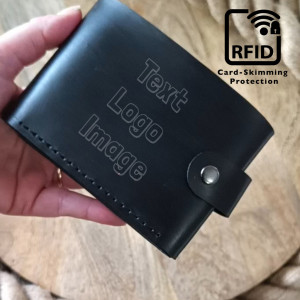 RFID
Card-Skimming
Protection
Text
Logo
Image